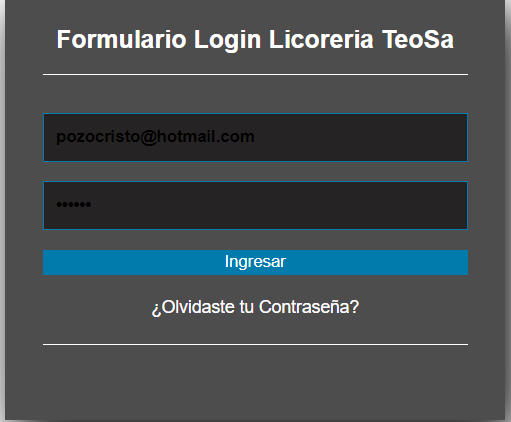 Formulario Login Licoreria TeoSa
pozocristo@hotmail.com
••••••
Ingresar
¿Olvidaste tu Contraseña?